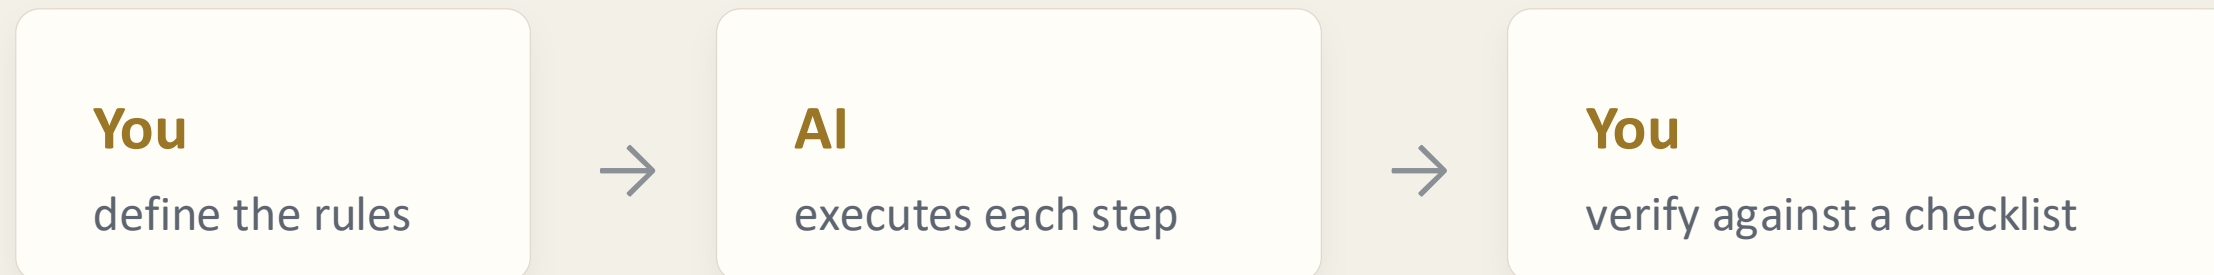 You
define the rules
AI
executes each step
You
verify against a checklist